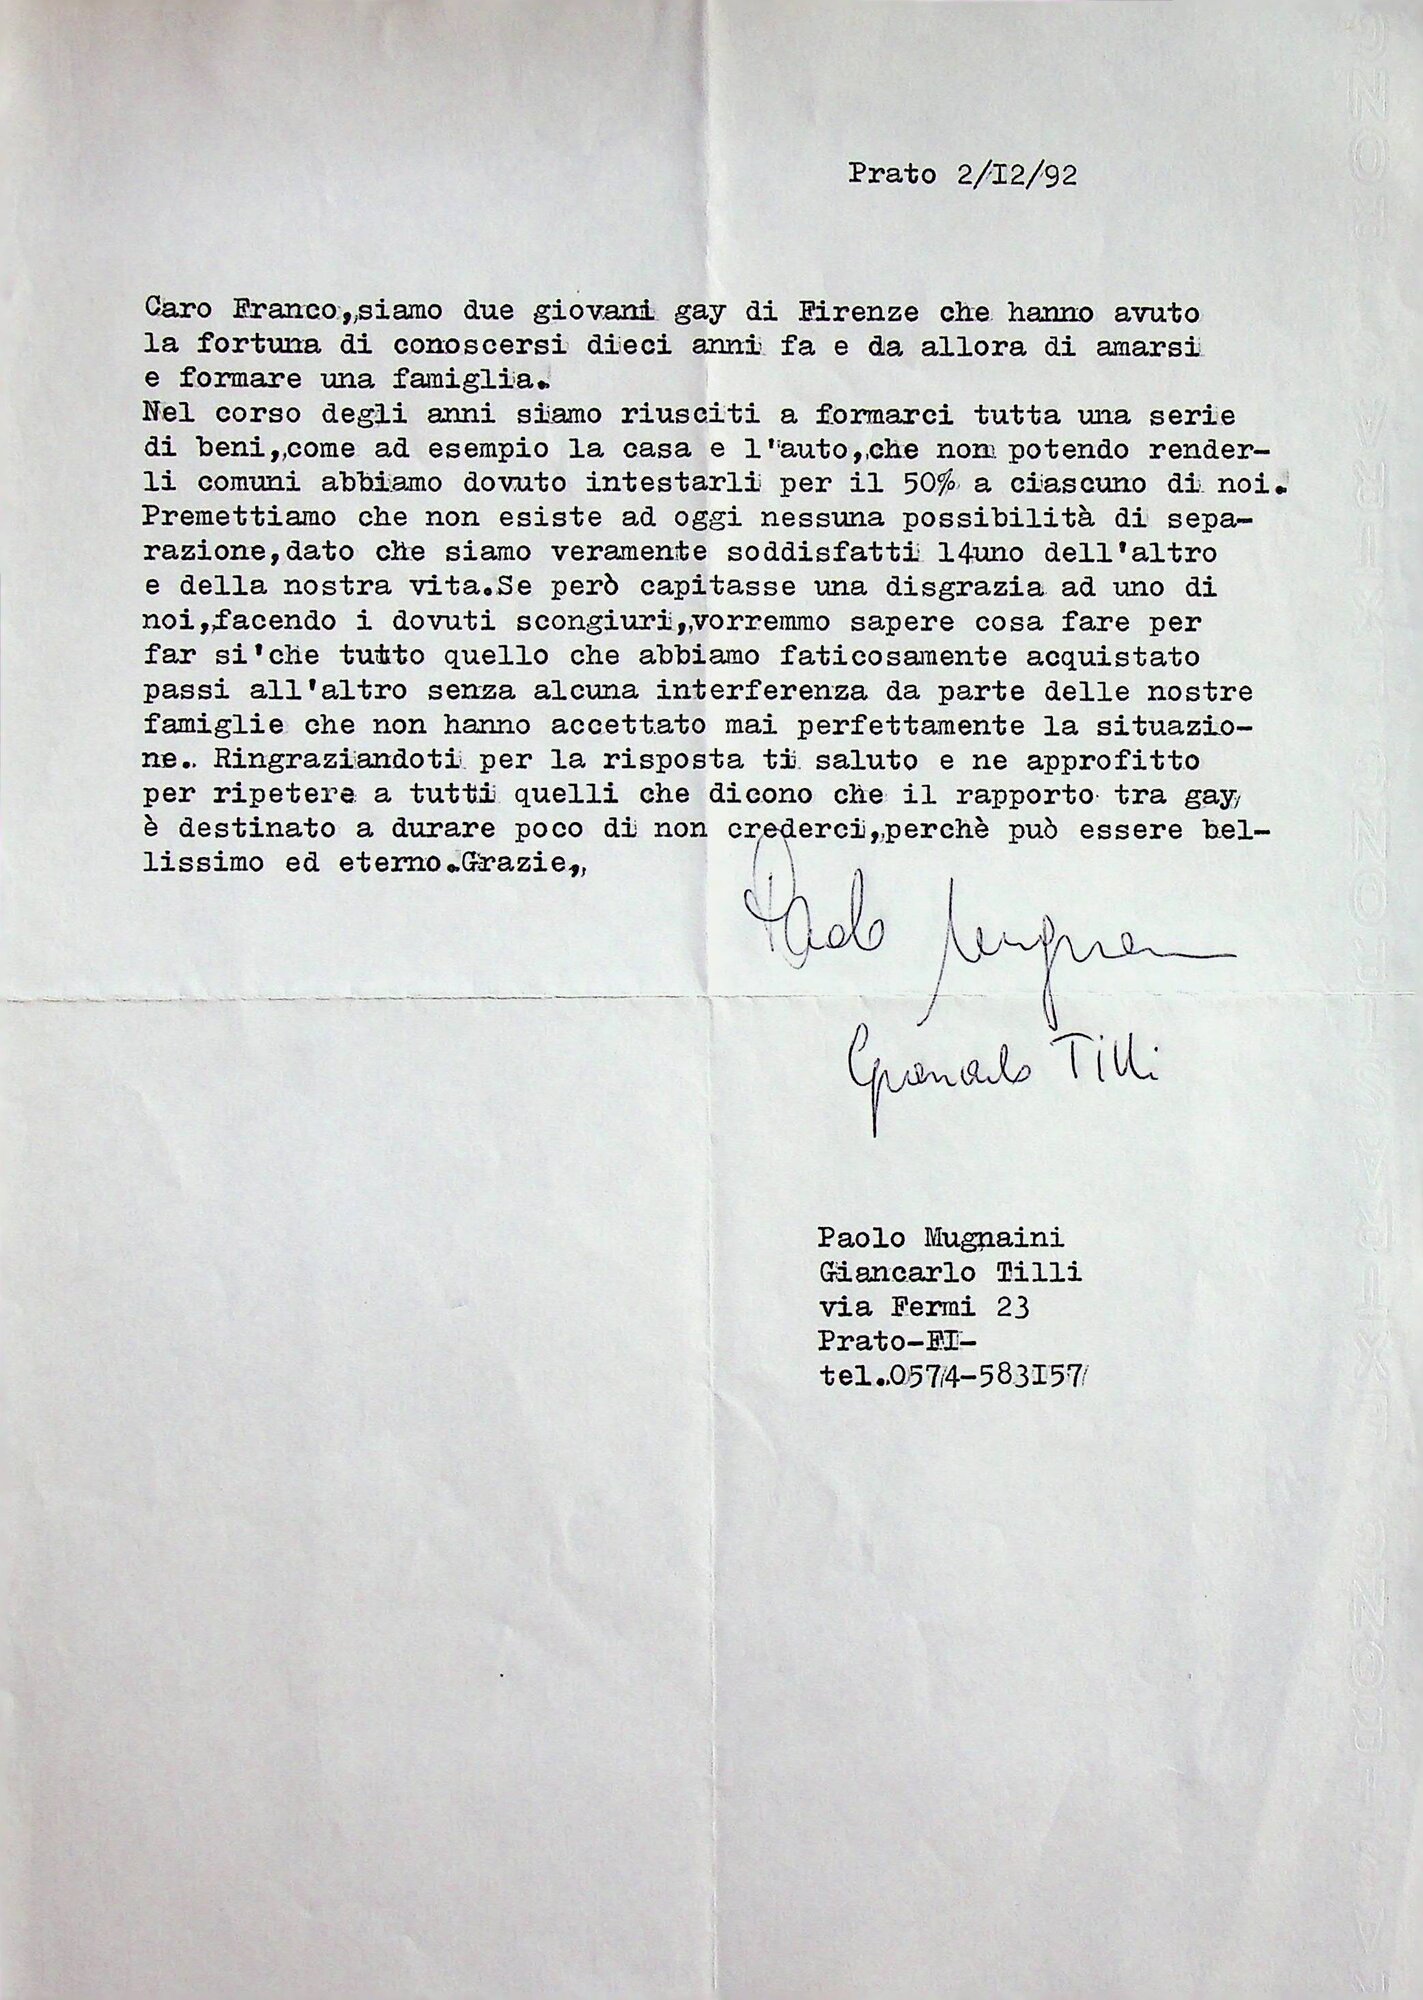 Prato 2/I2/92
Caro Franco,,siamo due giovani gay di Firenze che hanno avuto
la fortuna di conoscersi dieci anni fa e da allora di amarsi
e formare una famiglia.
Nel corso degli anni siamo riusciti a formarci tutta una serie
di beni,,come ad esempio la casa e l'auto,,che non potendo render-
li comuni abbiamo dovuto intestarli per il 50% a ciascuno di noi.
Premettiamo che non esiste ad oggi nessuna possibilità di sepa-
razione,dato che siamo veramente soddisfatti l4uno dell'altro
e della nostra vita.Se però capitasse una disgrazia ad uno di
noi,,facendo i dovuti scongiuri,,vorremmo sapere cosa fare per
far si'che tutto quello che abbiamo faticosamente acquistato
passi all'altro senza alcuna interferenza da parte delle nostre
famiglie che non hanno accettato mai perfettamente la situazio-
ne.. Ringraziandoti per la risposta ti saluto e ne approfitto
per ripetere a tutti quelli che dicono che il rapporto tra gay
è destinato a durare poco di non crederci,,perchè può essere bel-
lissimo ed eterno.Grazie,,
Paolo Mugnaini
Giancarlo Tilli
Paolo Mugnaini
Giancarlo Tilli
via Fermi 23
Prato-FI-
tel..0574-583I57